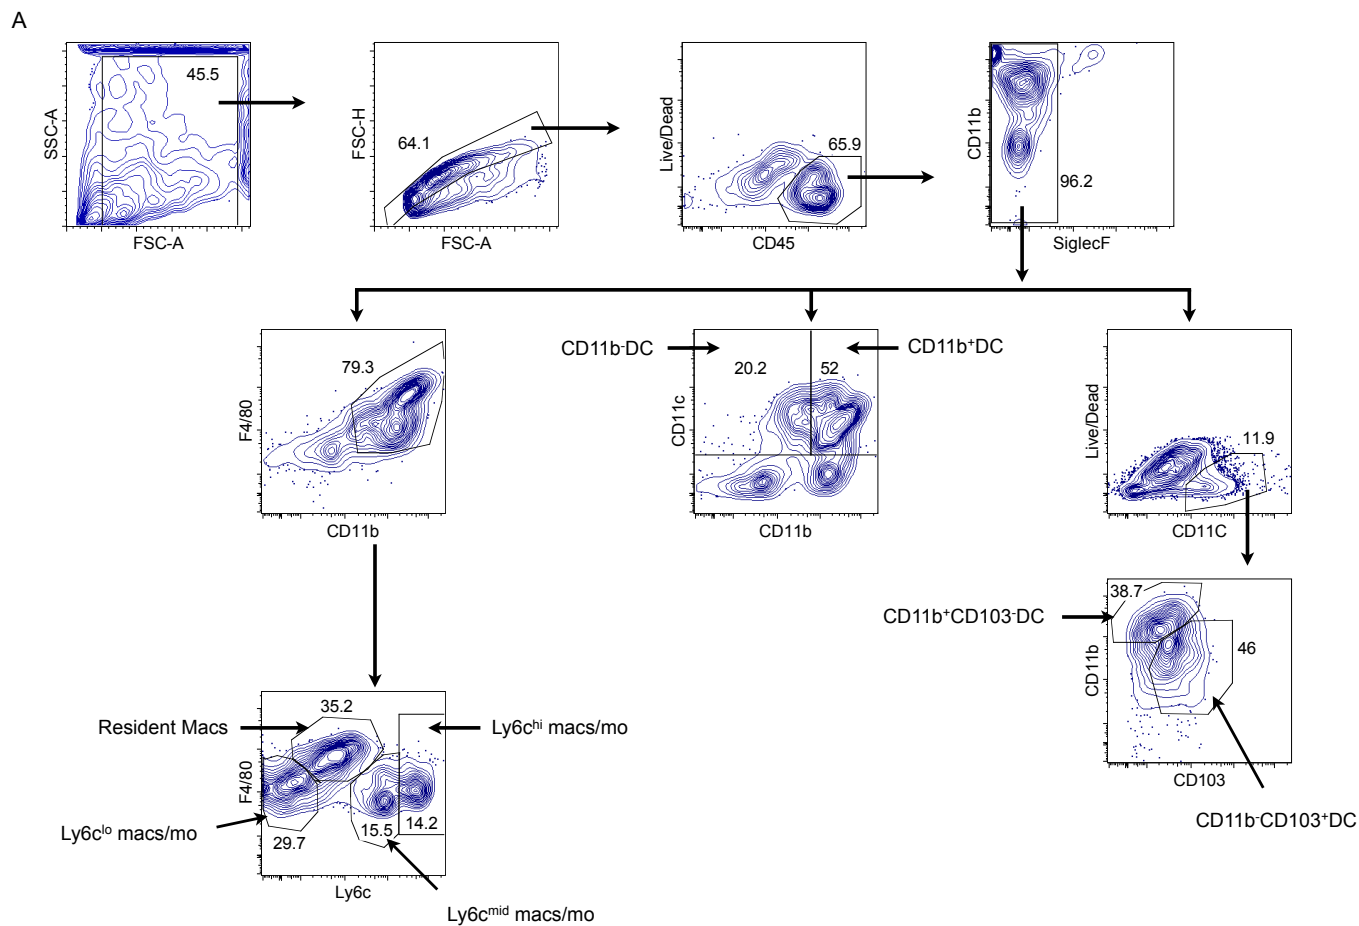 A
45.5
SSC-A
FSC-A
64.1
FSC-H
FSC-A
65.9
Live/Dead
CD45
96.2
CD11b
SiglecF
79.3
F4/80
CD11b
CD11b⁻DC
CD11b⁺DC
20.2
52
CD11c
CD11b
11.9
Live/Dead
CD11C
38.7
46
CD11b
CD103
CD11b⁺CD103⁻DC
CD11b⁻CD103⁺DC
35.2
Resident Macs
Ly6cʰⁱ macs/mo
F4/80
Ly6cˡᵒ macs/mo
29.7
15.5
14.2
Ly6c
Ly6cᵐⁱᵈ macs/mo